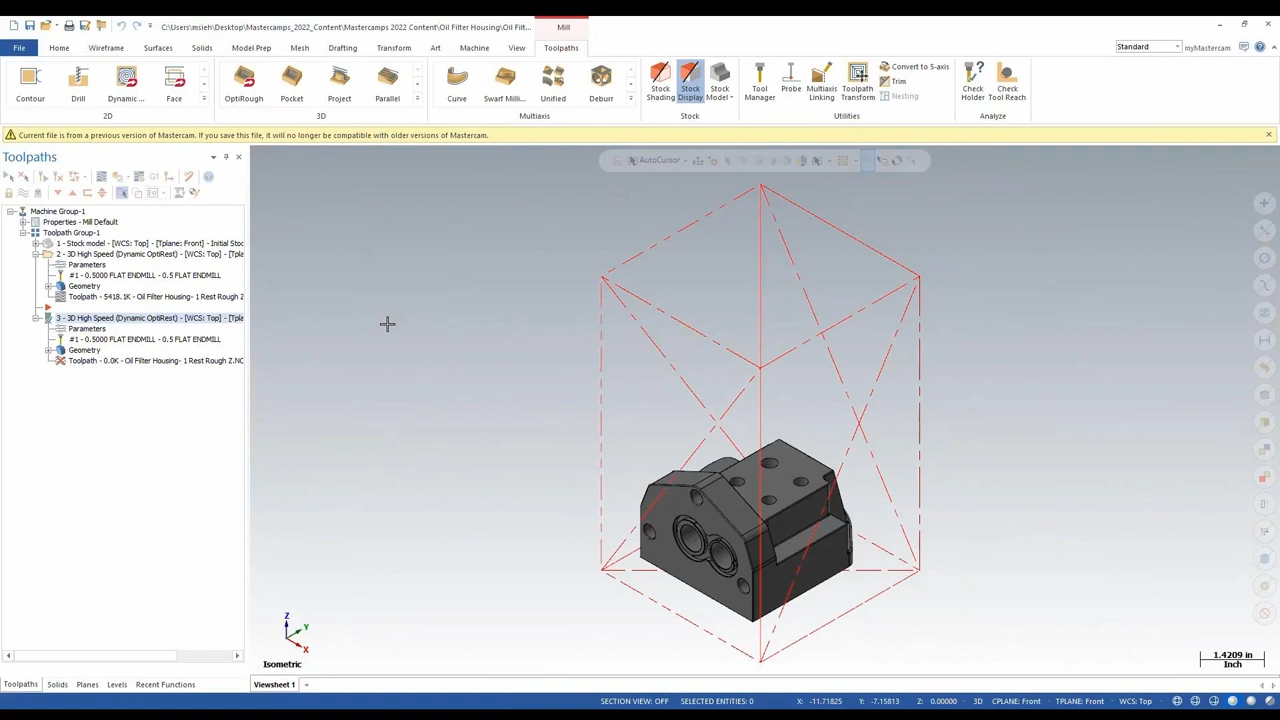 C:\Users\msieh\Desktop\Mastercamps_2022_Content\Mastercamps 2022 Content\Oil Filter Housing\Oil Filt...
Mill
File Home Wireframe Surfaces Solids Model Prep Mesh Drafting Transform Art Machine View Toolpaths
Standard myMastercam
Contour Drill Dynamic ... Face
2D
OptiRough Pocket Project Parallel
3D
Curve Swarf Milli... Unified Deburr
Multiaxis
Stock Shading
Stock Display
Stock Model
Stock
Tool Manager
Probe
Multiaxis Linking
Toolpath Transform
Convert to 5-axis
Trim
Nesting
Utilities
Check Holder
Check Tool Reach
Analyze
Current file is from a previous version of Mastercam. If you save this file, it will no longer be compatible with older versions of Mastercam.
Toolpaths
AutoCursor
G1
Machine Group-1
Properties - Mill Default
Toolpath Group-1
1 - Stock model - [WCS: Top] - [Tplane: Front] - Initial Stoc
2 - 3D High Speed (Dynamic OptiRest) - [WCS: Top] - [Tpla
Parameters
#1 - 0.5000 FLAT ENDMILL - 0.5 FLAT ENDMILL
Geometry
Toolpath - 5418.1K - Oil Filter Housing- 1 Rest Rough Z
3 - 3D High Speed (Dynamic OptiRest) - [WCS: Top] - [Tpla
Parameters
#1 - 0.5000 FLAT ENDMILL - 0.5 FLAT ENDMILL
Geometry
Toolpath - 0.0K - Oil Filter Housing- 1 Rest Rough Z.NC
Z
Y
X
Isometric
1.4209 in
Inch
Toolpaths Solids Planes Levels Recent Functions
Viewsheet 1 +
SECTION VIEW: OFF SELECTED ENTITIES: 0 X: -11.71825 Y: -7.15813 Z: 0.00000 3D CPLANE: Front TPLANE: Front WCS: Top